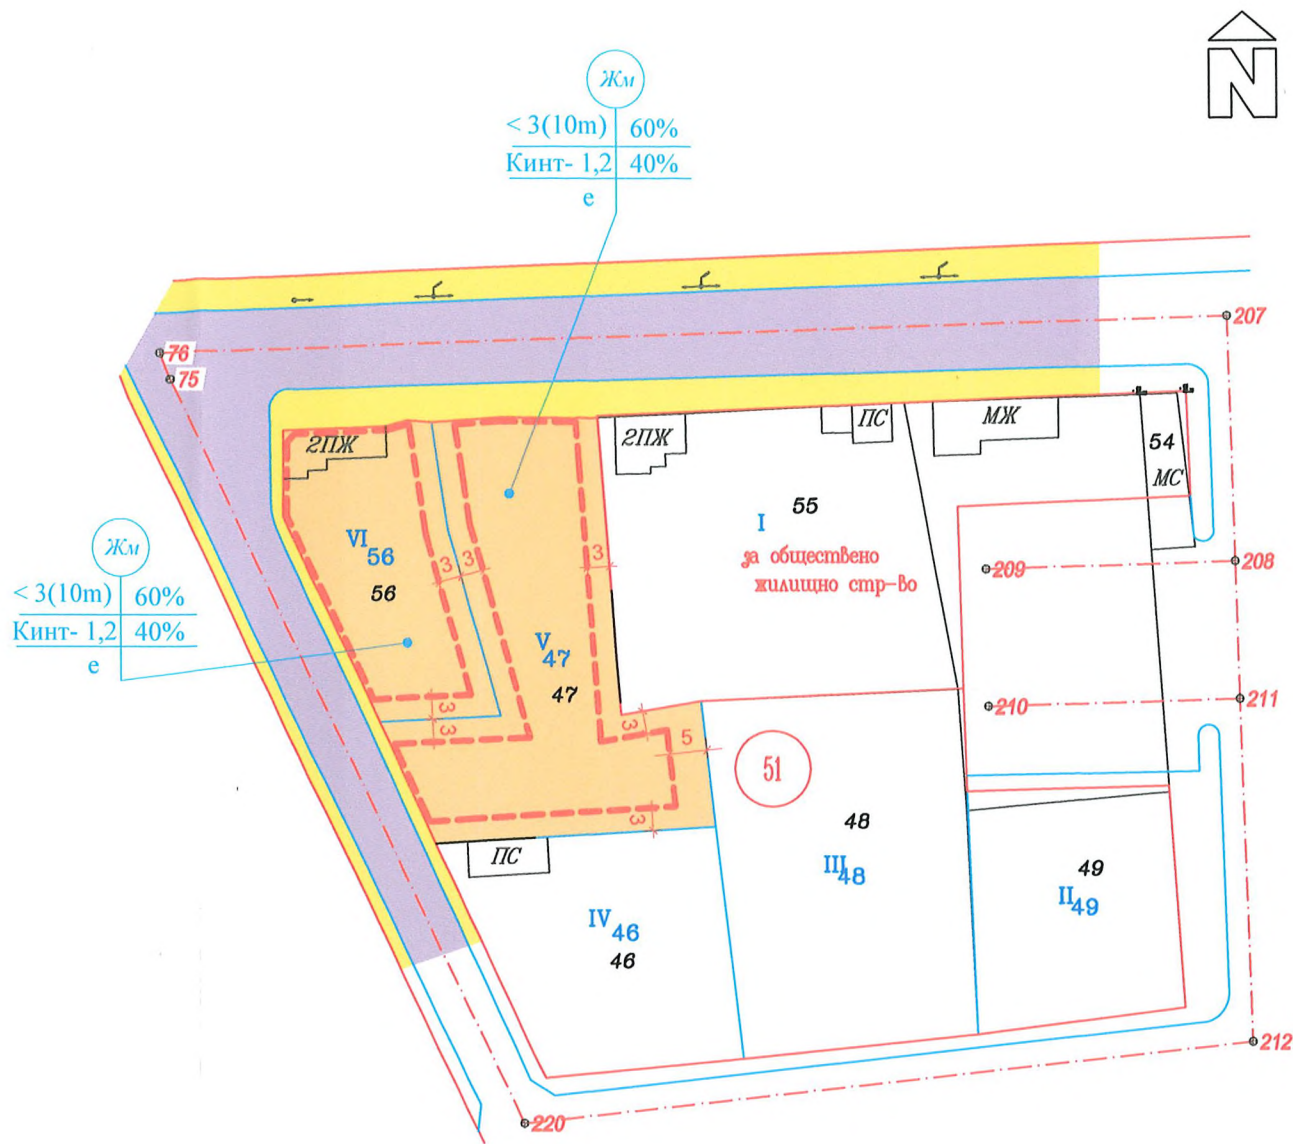 N
Жм
< 3(10m) 60%
Кинт- 1,2 40%
е
207
76
75
2ПЖ
2ПЖ
ПС
МЖ
54
МС
55
I
за обществено
жилищно стр-во
VI 56
56
3 3
3
209
208
Жм
< 3(10m) 60%
Кинт- 1,2 40%
е
V 47
47
3
3
3
5
210
211
51
3
48
III 48
49
II 49
ПС
IV 46
46
212
220